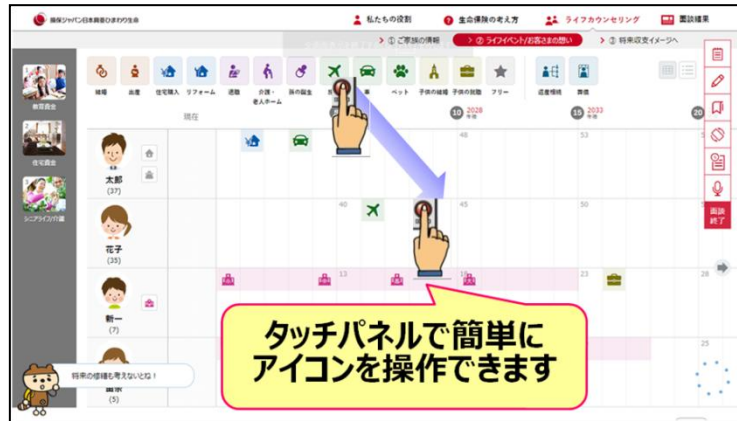 損保ジャパン日本興亜ひまわり生命
私たちの役割
生命保険の考え方
ライフカウンセリング
面談結果
> ① ご家族の情報
> ② ライフイベント/お客さまの想い
> ③ 将来収支イメージへ
教育資金
住宅資金
シニアライフ/介護
結婚
出産
住宅購入
リフォーム
退職
介護・
老人ホーム
孫の誕生
車
ペット
子供の結婚
子供の就職
フリー
遺産相続
葬儀
現在
10 2028
年後
15 2033
年後
20
太郎
(37)
48
53
花子
(35)
40
45
50
新一
(7)
13
18
23
28
(5)
25
面談
終了
将来の修繕も考えないとね!
タッチパネルで簡単に
アイコンを操作できます